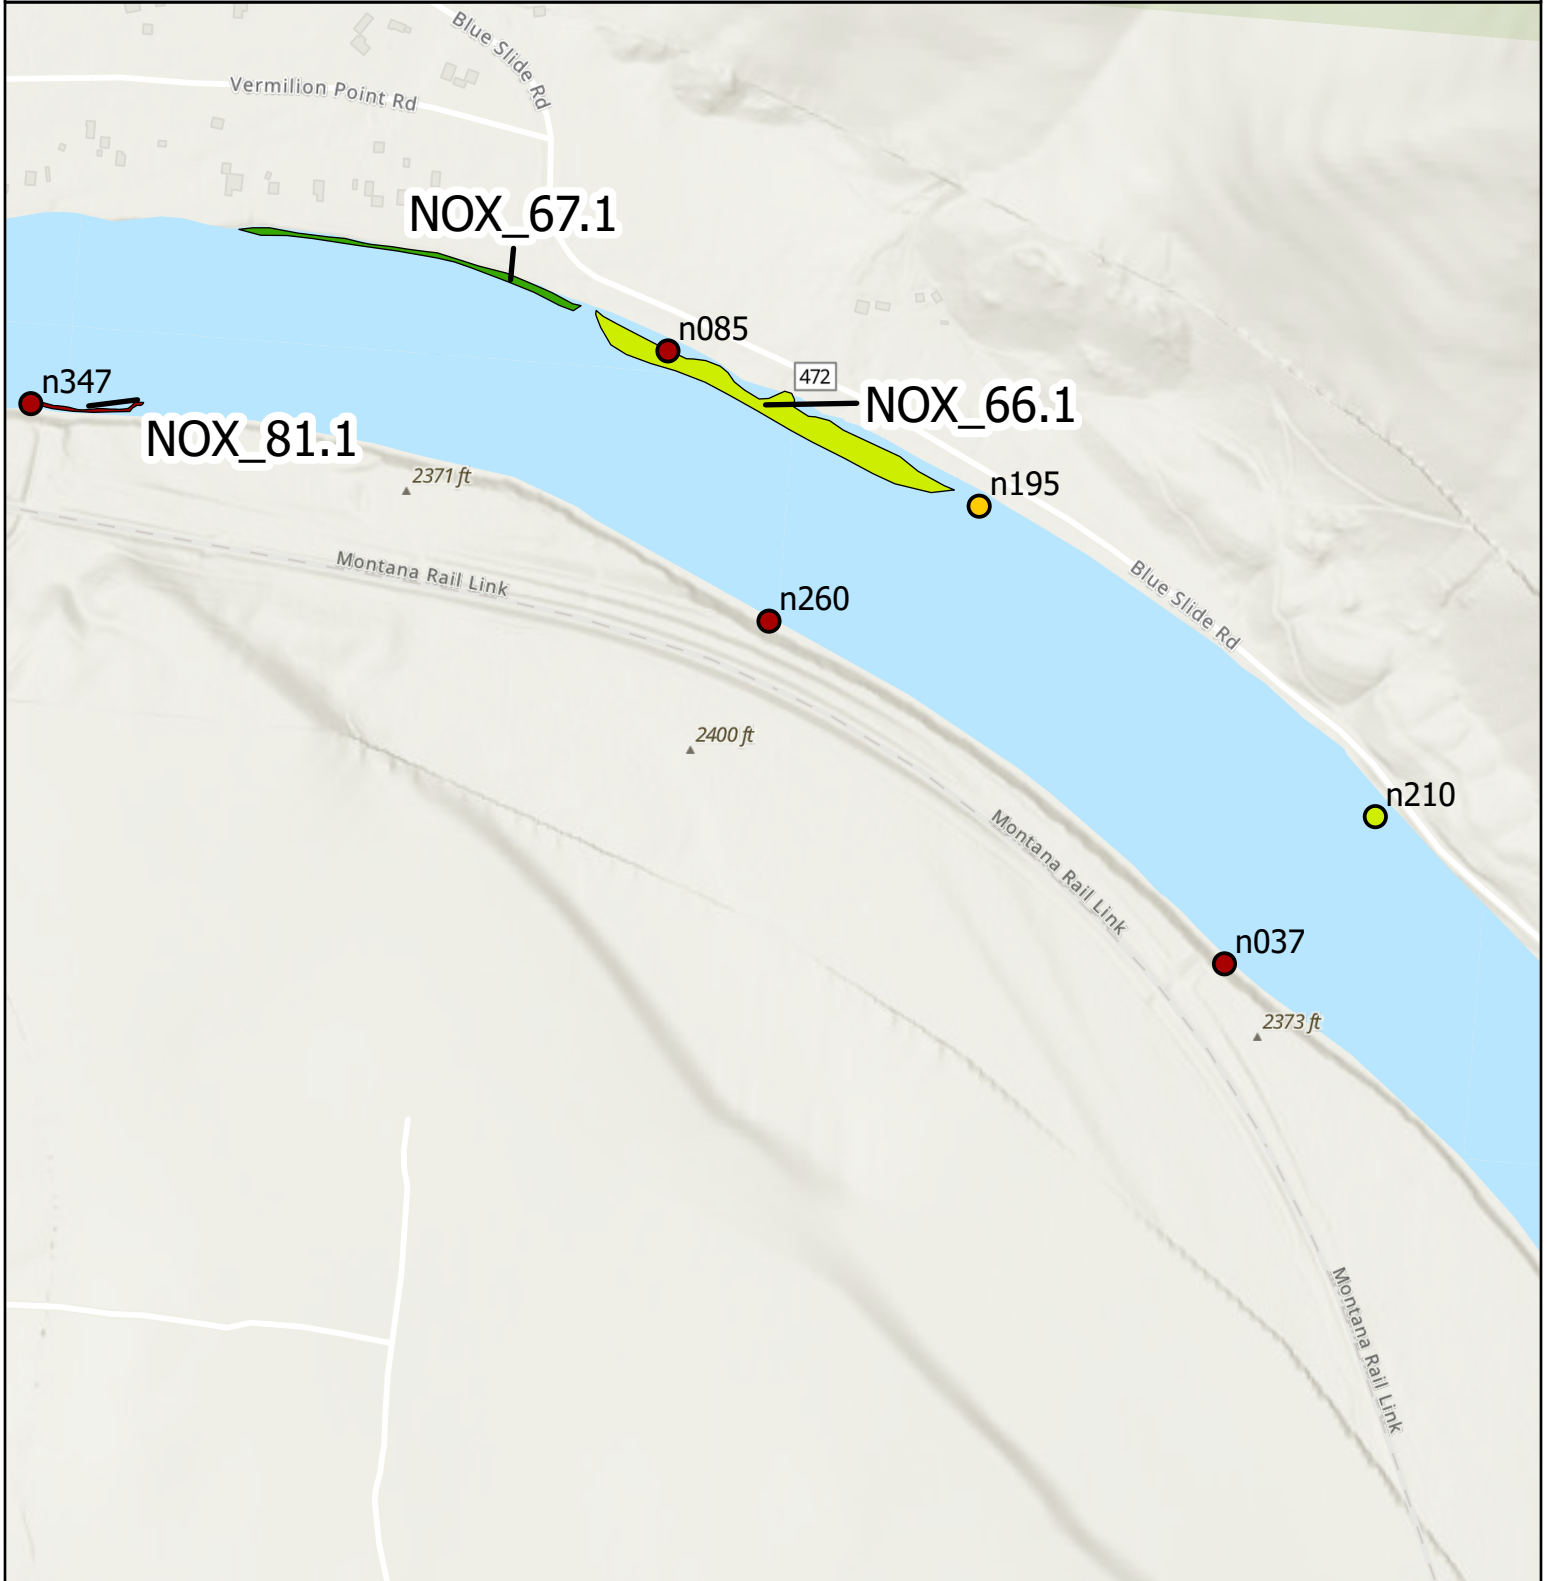 Blue Slide Rd
Vermilion Point Rd
NOX_67.1
n085
472
n347
NOX_66.1
NOX_81.1
2371 ft
n195
Montana Rail Link
Blue Slide Rd
n260
2400 ft
n210
Montana Rail Link
n037
2373 ft
Montana Rail Link